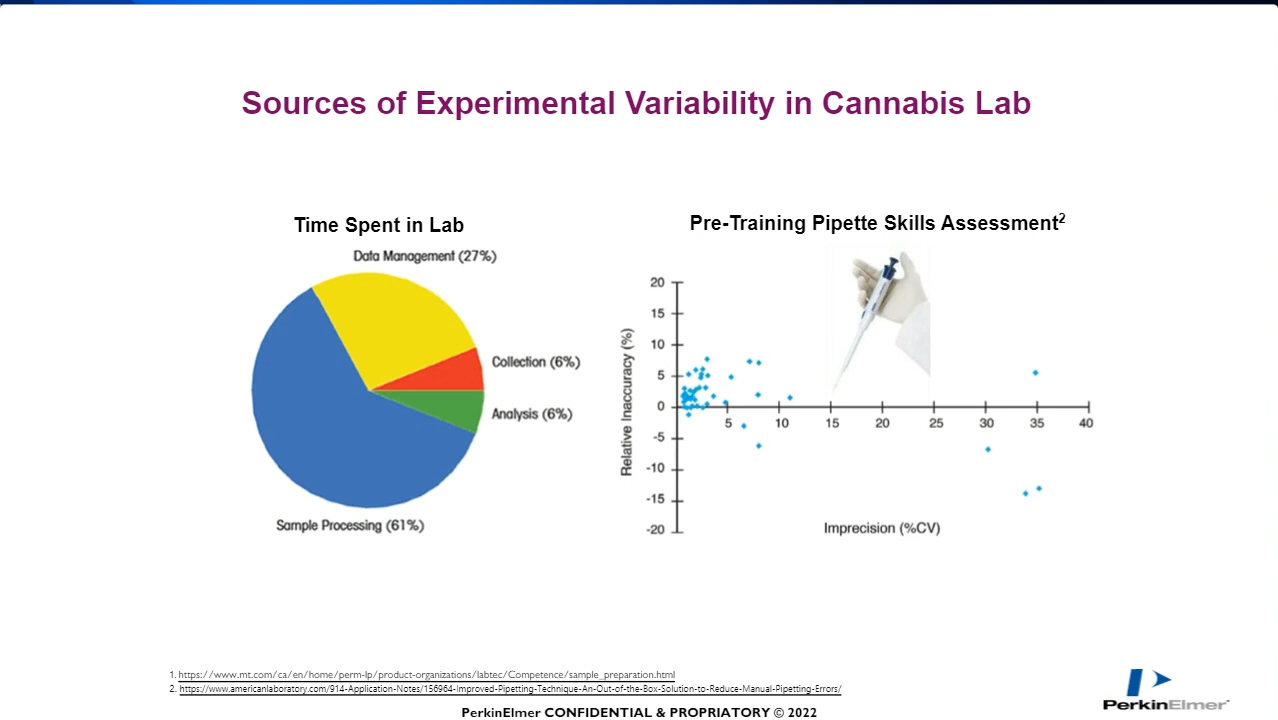 Sources of Experimental Variability in Cannabis Lab
Time Spent in Lab
Data Management (27%)
Collection (6%)
Analysis (6%)
Sample Processing (61%)
Pre-Training Pipette Skills Assessment2
Relative Inaccuracy (%)
20
15
10
5
0
-5
-10
-15
-20
5 10 15 20 25 30 35 40
Imprecision (%CV)
1. https://www.mt.com/ca/en/home/perm-lp/product-organizations/labtec/Competence/sample_preparation.html
2. https://www.americanlaboratory.com/914-Application-Notes/156964-Improved-Pipetting-Technique-An-Out-of-the-Box-Solution-to-Reduce-Manual-Pipetting-Errors/
PerkinElmer CONFIDENTIAL & PROPRIATORY © 2022
PerkinElmer